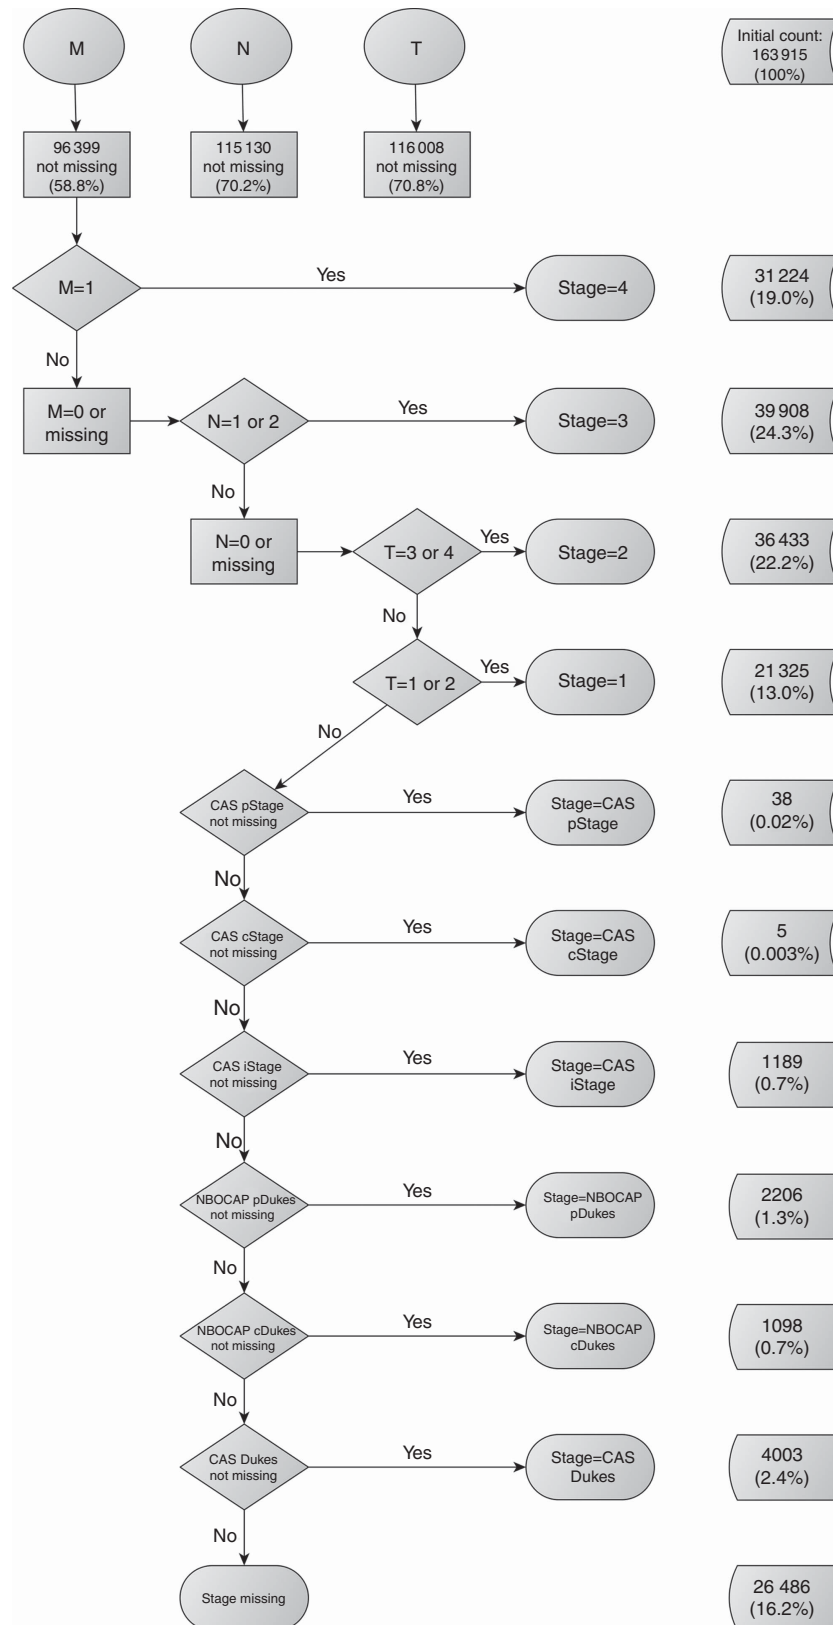 M
N
T
Initial count:
163 915
(100%)
96 399
not missing
(58.8%)
115 130
not missing
(70.2%)
116 008
not missing
(70.8%)
M=1
Yes
Stage=4
31 224
(19.0%)
No
M=0 or
missing
N=1 or 2
Yes
Stage=3
39 908
(24.3%)
No
N=0 or
missing
T=3 or 4
Yes
Stage=2
36 433
(22.2%)
No
T=1 or 2
Yes
Stage=1
21 325
(13.0%)
No
CAS pStage
not missing
Yes
Stage=CAS
pStage
38
(0.02%)
No
CAS cStage
not missing
Yes
Stage=CAS
cStage
5
(0.003%)
No
CAS iStage
not missing
Yes
Stage=CAS
iStage
1189
(0.7%)
No
NBOCAP pDukes
not missing
Yes
Stage=NBOCAP
pDukes
2206
(1.3%)
No
NBOCAP cDukes
not missing
Yes
Stage=NBOCAP
cDukes
1098
(0.7%)
No
CAS Dukes
not missing
Yes
Stage=CAS
Dukes
4003
(2.4%)
No
Stage missing
26 486
(16.2%)